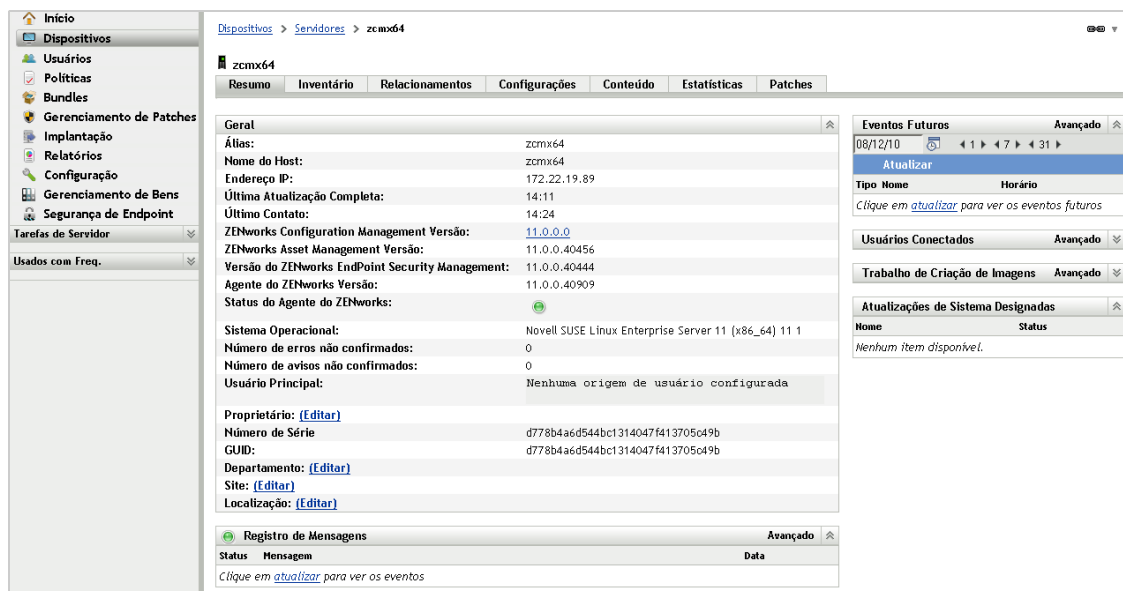 Início
Dispositivos
Usuários
Políticas
Bundles
Gerenciamento de Patches
Implantação
Relatórios
Configuração
Gerenciamento de Bens
Segurança de Endpoint
Tarefas de Servidor
Usados com Freq.
Dispositivos > Servidores > zcmx64
zcmx64
Resumo Inventário Relacionamentos Configurações Conteúdo Estatísticas Patches
Geral
Álias: zcmx64
Nome do Host: zcmx64
Endereço IP: 172.22.19.89
Última Atualização Completa: 14:11
Último Contato: 14:24
ZENworks Configuration Management Versão: 11.0.0.0
ZENworks Asset Management Versão: 11.0.0.40456
Versão do ZENworks EndPoint Security Management: 11.0.0.40444
Agente do ZENworks Versão: 11.0.0.40909
Status do Agente do ZENworks:
Sistema Operacional: Novell SUSE Linux Enterprise Server 11 (x86_64) 11 1
Número de erros não confirmados: 0
Número de avisos não confirmados: 0
Usuário Principal: Nenhuma origem de usuário configurada
Proprietário: (Editar)
Número de Série d778b4a6d544bc1314047f413705c49b
GUID: d778b4a6d544bc1314047f413705c49b
Departamento: (Editar)
Site: (Editar)
Localização: (Editar)
Registro de Mensagens Avançado
Status Mensagem Data
Clique em atualizar para ver os eventos
Eventos Futuros Avançado
08/12/10 1 7 31
Atualizar
Tipo Nome Horário
Clique em atualizar para ver os eventos futuros
Usuários Conectados Avançado
Trabalho de Criação de Imagens Avançado
Atualizações de Sistema Designadas
Nome Status
Nenhum item disponível.